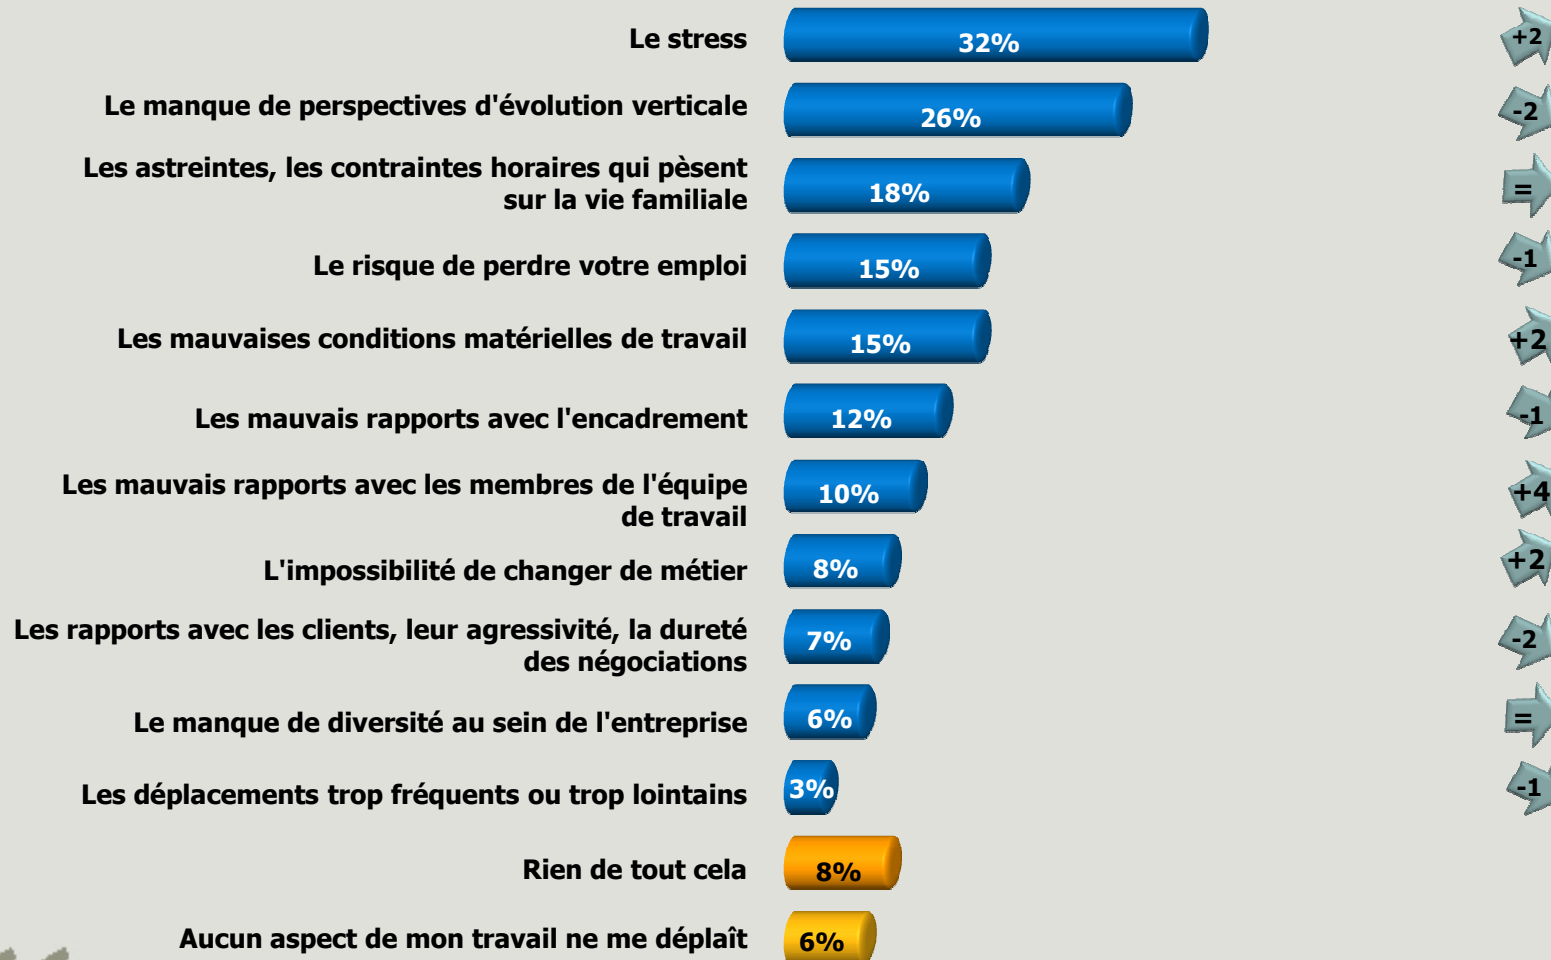 Le stress 32% +2
Le manque de perspectives d'évolution verticale 26% -2
Les astreintes, les contraintes horaires qui pèsent
sur la vie familiale 18% =
Le risque de perdre votre emploi 15% -1
Les mauvaises conditions matérielles de travail 15% +2
Les mauvais rapports avec l'encadrement 12% -1
Les mauvais rapports avec les membres de l'équipe
de travail 10% +4
L'impossibilité de changer de métier 8% +2
Les rapports avec les clients, leur agressivité, la dureté
des négociations 7% -2
Le manque de diversité au sein de l'entreprise 6% =
Les déplacements trop fréquents ou trop lointains 3% -1
Rien de tout cela 8%
Aucun aspect de mon travail ne me déplaît 6%